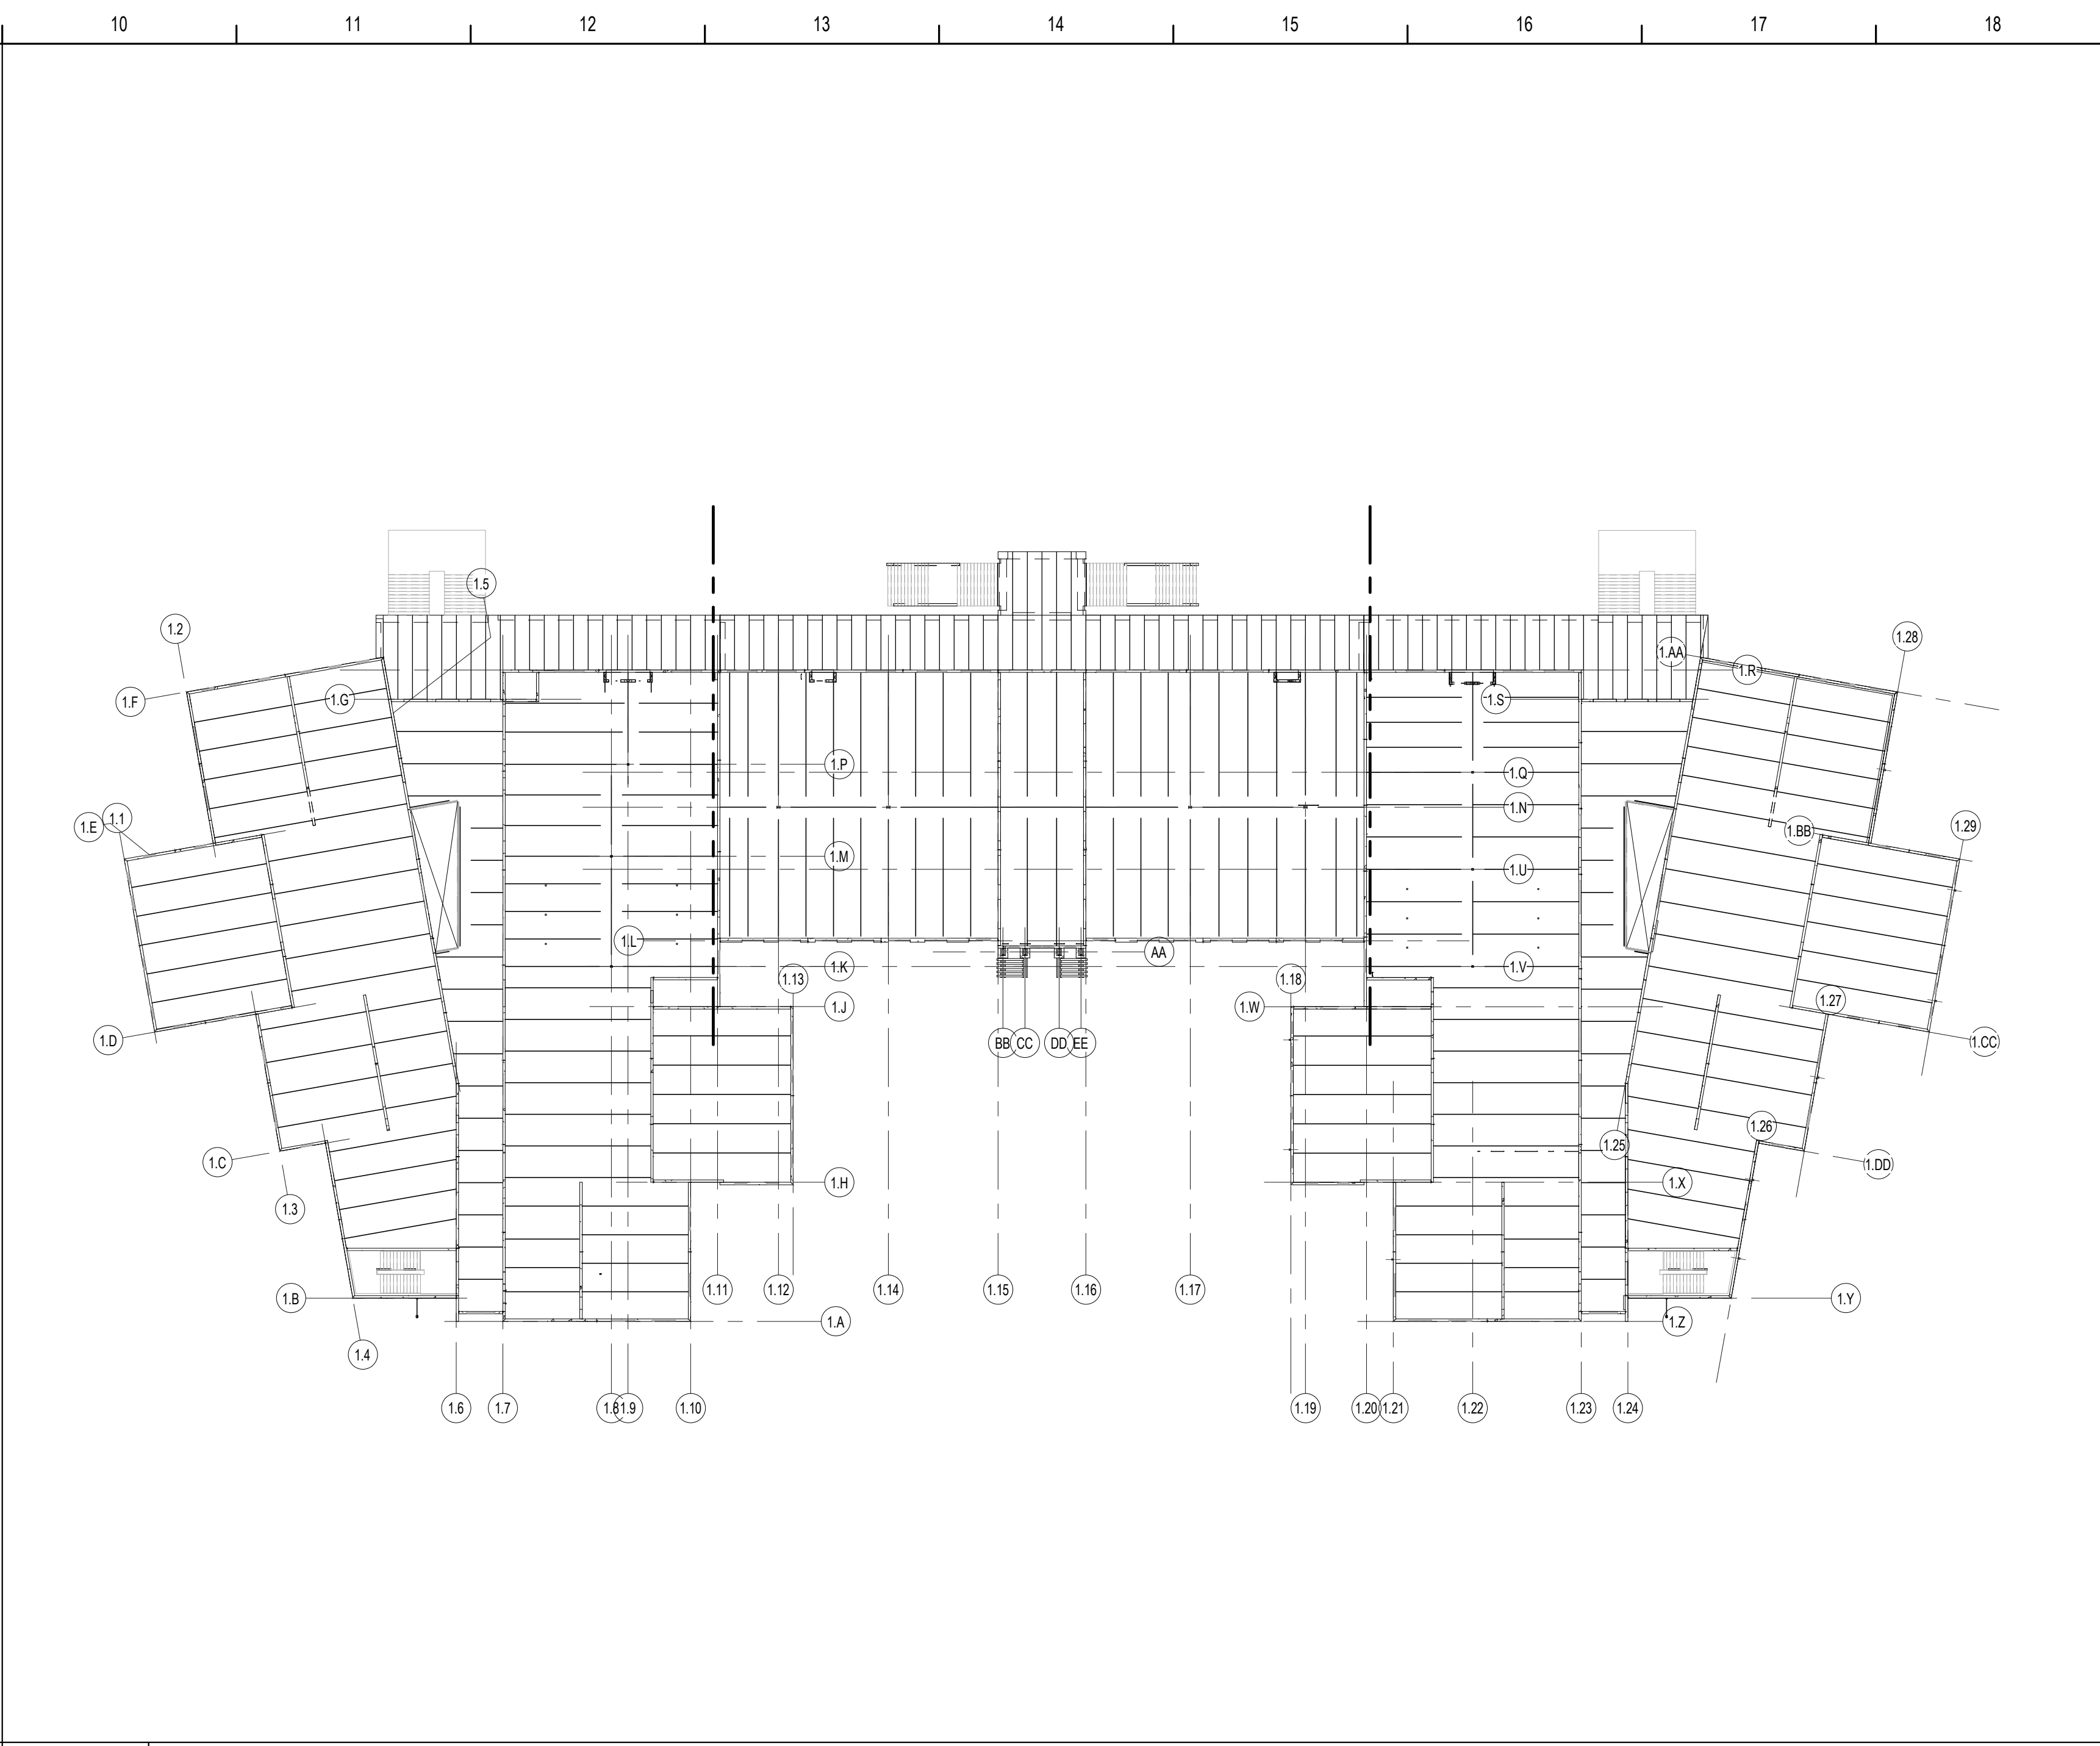 10 11 12 13 14 15 16 17 18
1.5
1.2
1.28
1.AA
1.R
1.F
1.G
1.S
1.P
1.Q
1.N
1.E
1.1
1.29
1.BB
1.M
1.U
1.L
AA
1.K
1.V
1.13
1.18
1.27
1.J
1.W
1.D
BB
CC
DD
EE
1.CC
1.26
1.25
1.C
1.DD
1.H
1.X
1.3
1.11
1.12
1.14
1.15
1.16
1.17
1.B
1.Y
1.A
1.Z
1.4
1.6
1.7
1.8
1.9
1.10
1.19
1.20
1.21
1.22
1.23
1.24